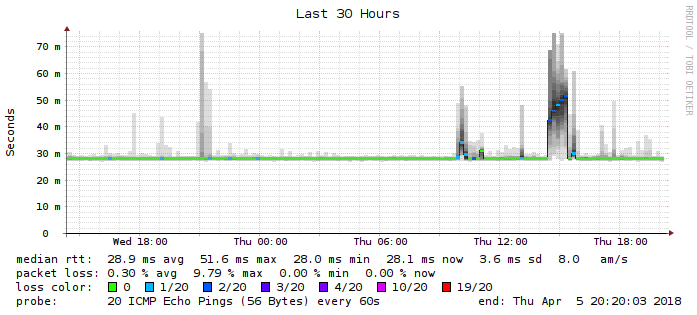 Last 30 Hours
RRDTOOL / TOBI OETIKER
Seconds
70 m
60 m
50 m
40 m
30 m
20 m
10 m
0
Wed 18:00 Thu 00:00 Thu 06:00 Thu 12:00 Thu 18:00
median rtt: 28.9 ms avg 51.6 ms max 28.0 ms min 28.1 ms now 3.6 ms sd 8.0 am/s
packet loss: 0.30 % avg 9.79 % max 0.00 % min 0.00 % now
loss color: 0 1/20 2/20 3/20 4/20 10/20 19/20
probe: 20 ICMP Echo Pings (56 Bytes) every 60s end: Thu Apr 5 20:20:03 2018